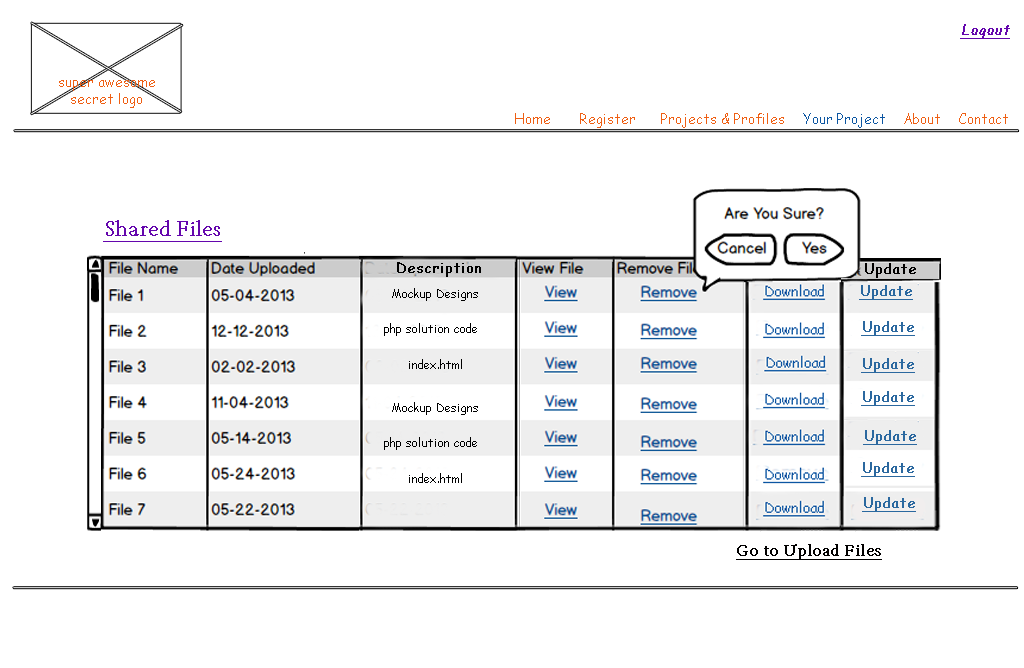 Logout
super awesome
secret logo
Home Register Projects & Profiles Your Project About Contact
Shared Files
Are You Sure?
Cancel Yes
File Name Date Uploaded Description View File Remove Update
File 1 05-04-2013 Mockup Designs View Remove Download Update
File 2 12-12-2013 php solution code View Remove Download Update
File 3 02-02-2013 index.html View Remove Download Update
File 4 11-04-2013 Mockup Designs View Remove Download Update
File 5 05-14-2013 php solution code View Remove Download Update
File 6 05-24-2013 index.html View Remove Download Update
File 7 05-22-2013 View Remove Download Update
Go to Upload Files